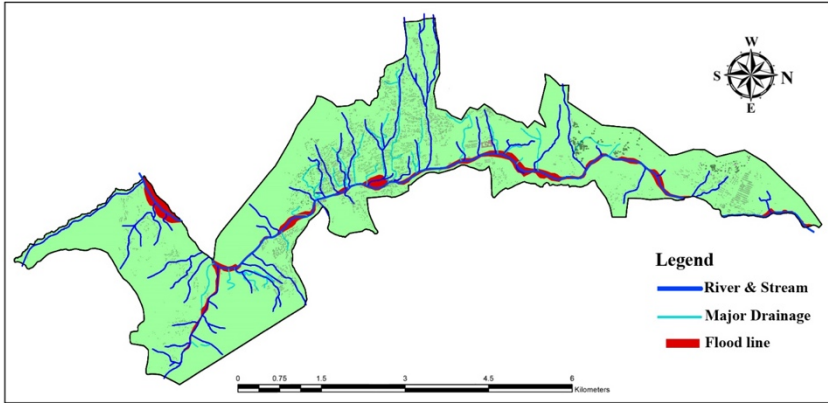 W
S N
E
Legend
River & Stream
Major Drainage
Flood line
0 0.75 1.5 3 4.5 6
Kilometers